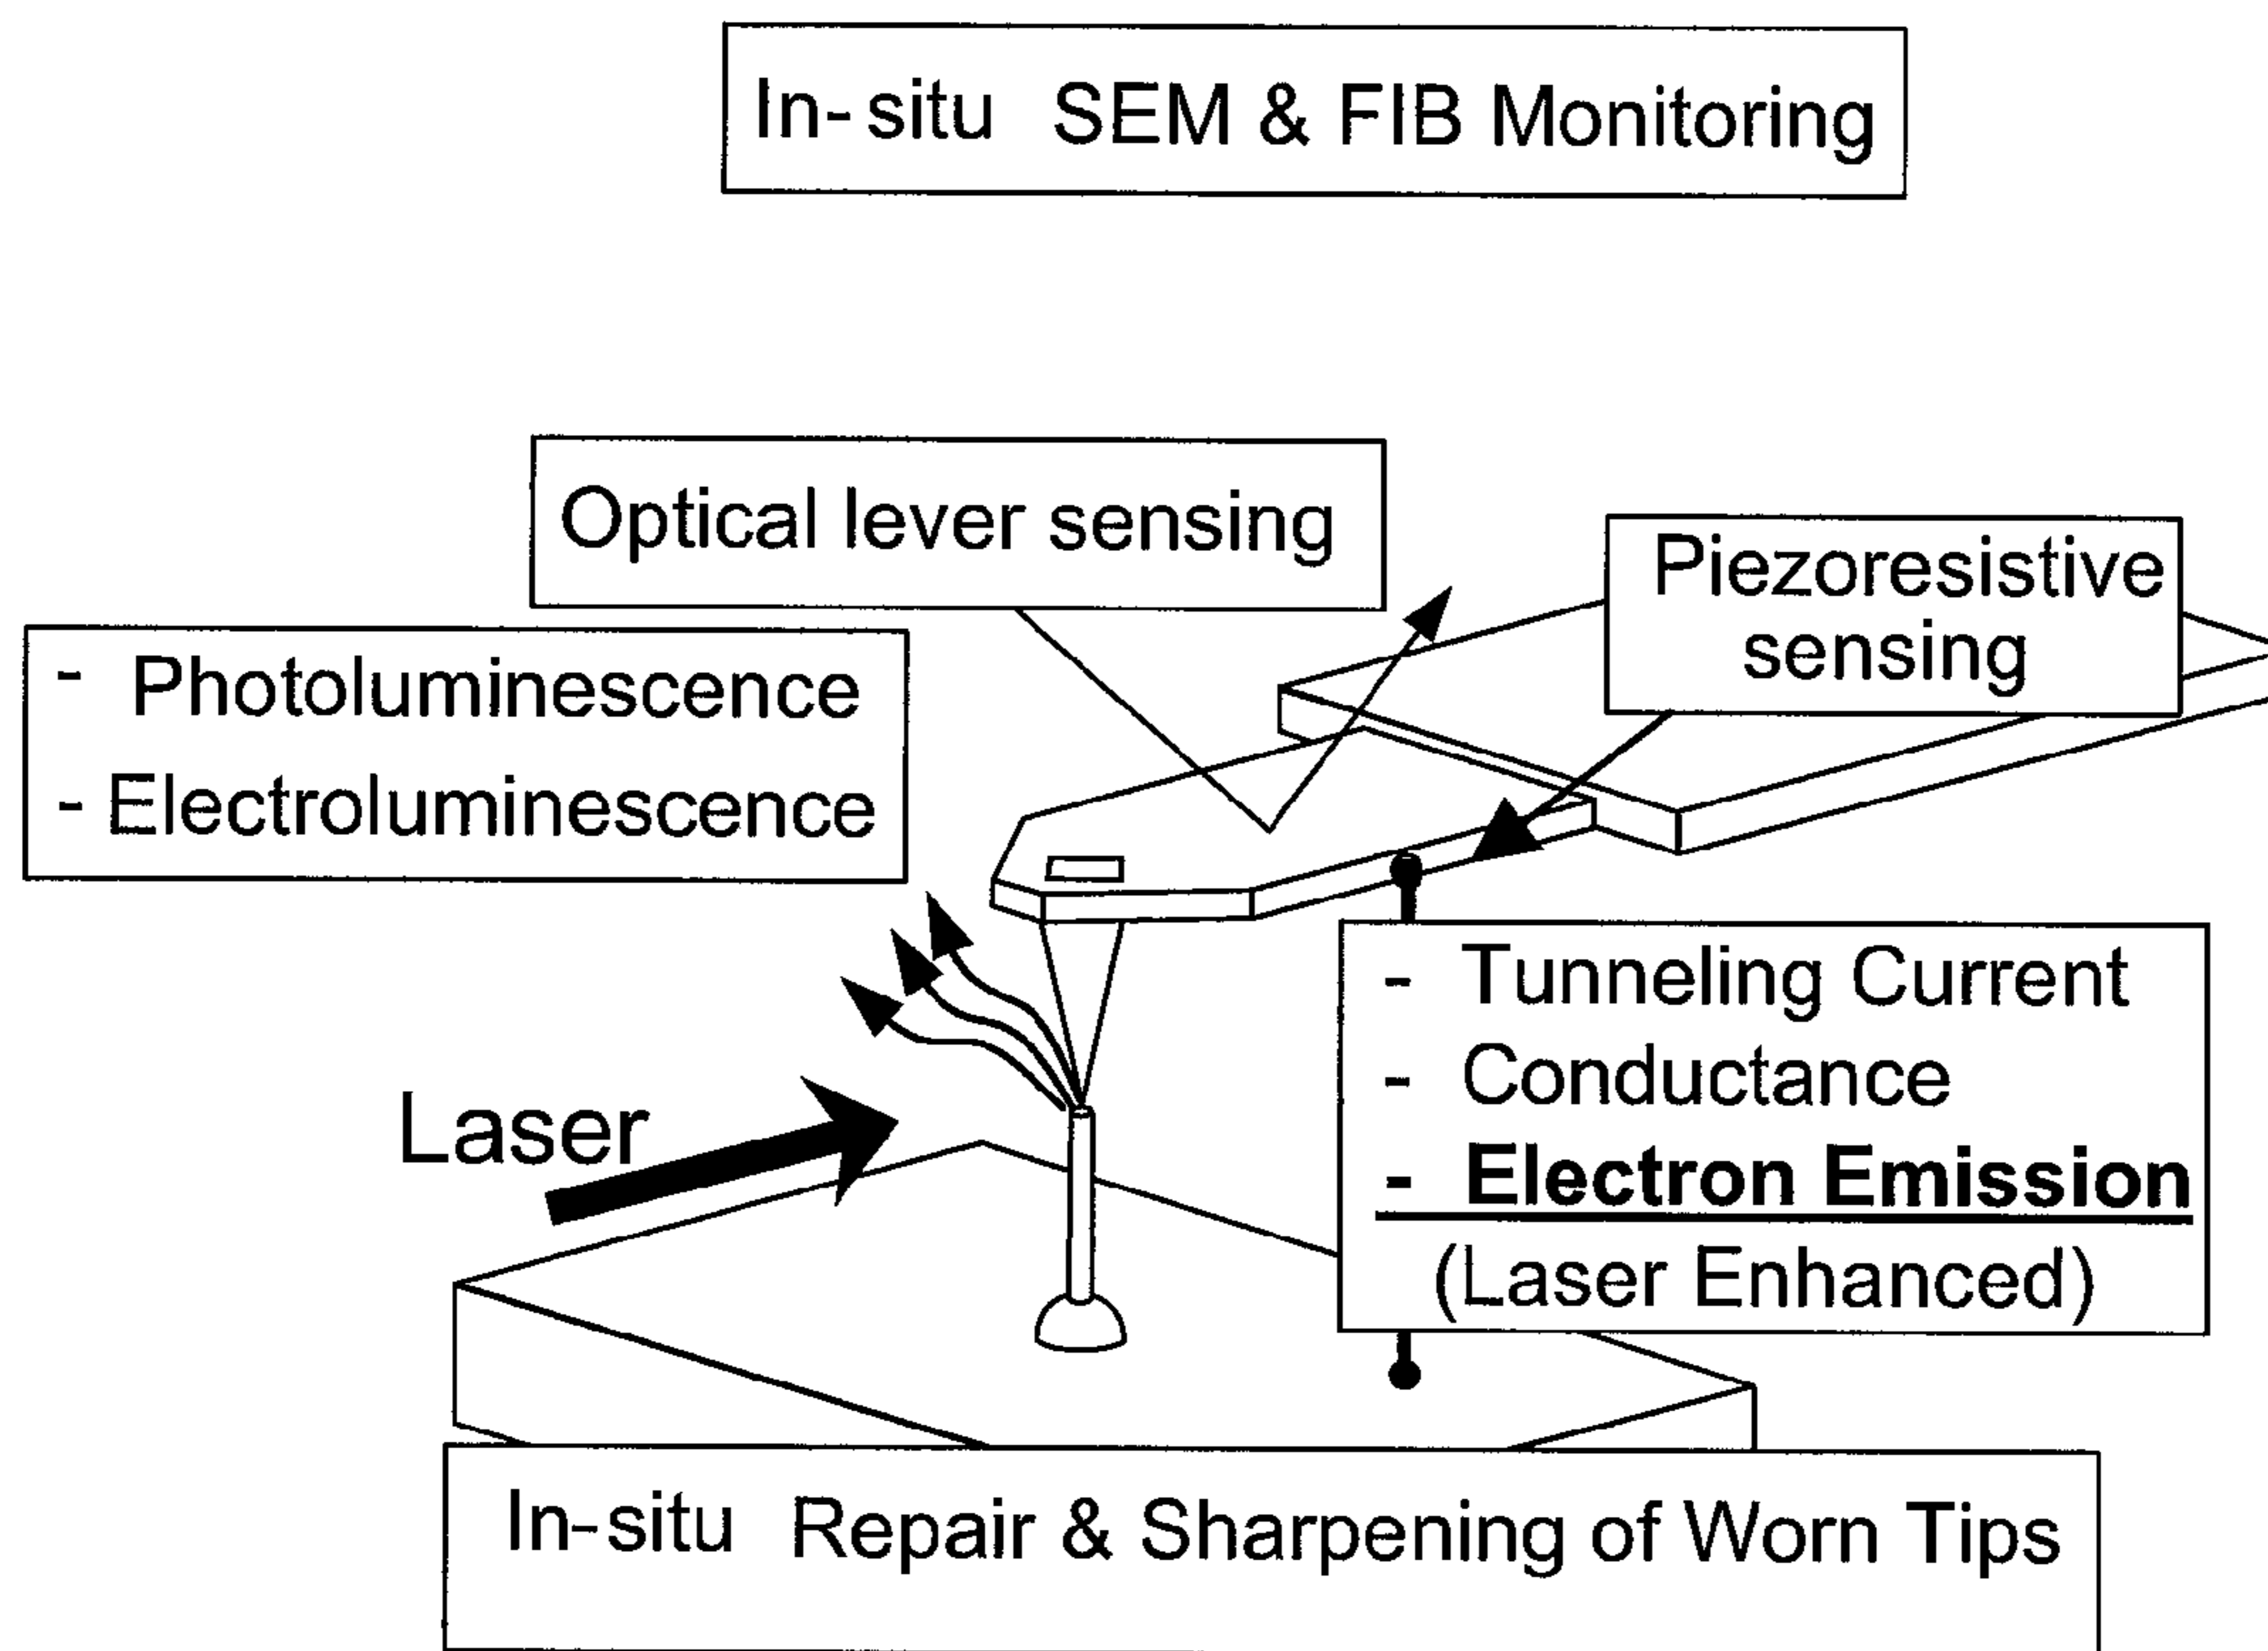 In-situ SEM & FIB Monitoring
Optical lever sensing
Piezoresistive
sensing
- Photoluminescence
- Electroluminescence
- Tunneling Current
- Conductance
- Electron Emission
(Laser Enhanced)
Laser
In-situ Repair & Sharpening of Worn Tips